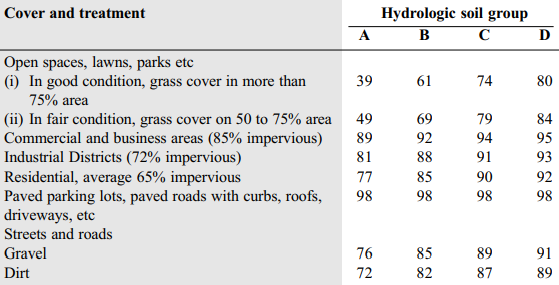 Cover and treatment Hydrologic soil group
A B C D
Open spaces, lawns, parks etc
(i) In good condition, grass cover in more than 39 61 74 80
75% area
(ii) In fair condition, grass cover on 50 to 75% area 49 69 79 84
Commercial and business areas (85% impervious) 89 92 94 95
Industrial Districts (72% impervious) 81 88 91 93
Residential, average 65% impervious 77 85 90 92
Paved parking lots, paved roads with curbs, roofs, 98 98 98 98
driveways, etc
Streets and roads
Gravel 76 85 89 91
Dirt 72 82 87 89